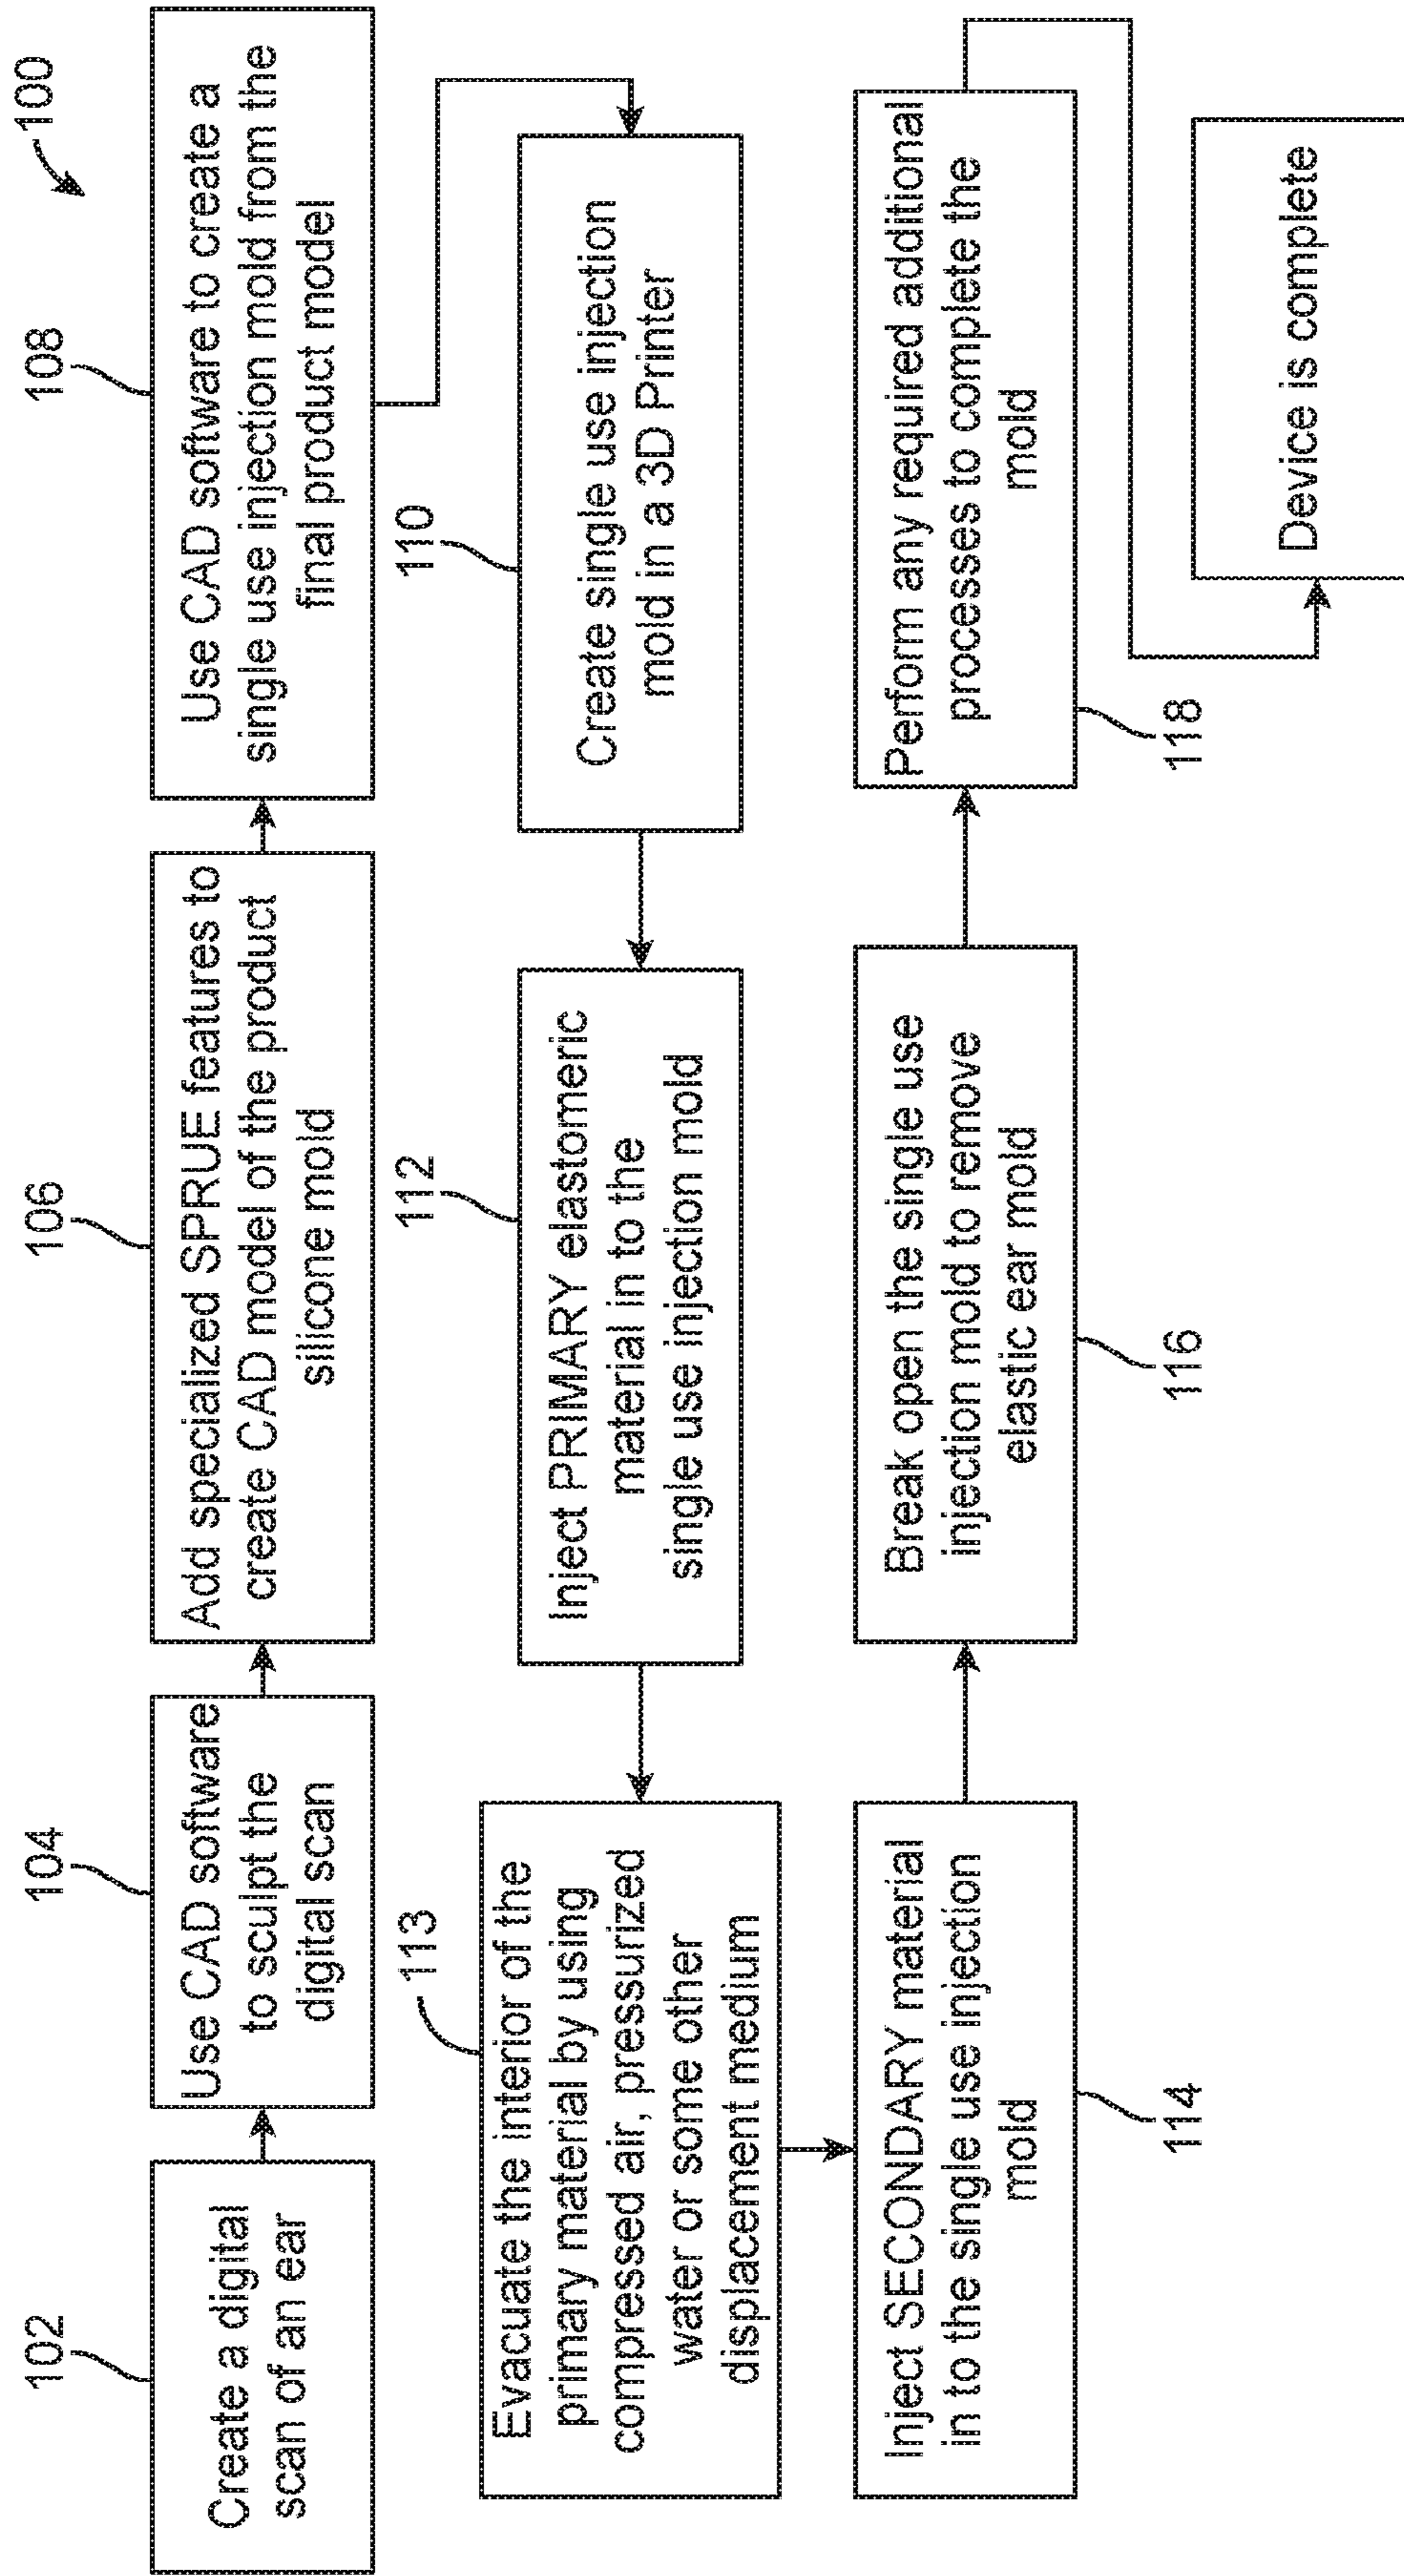 100
102
Create a digital
scan of an ear
104
Use CAD software
to sculpt the
digital scan
106
Add specialized SPRUE features to
create CAD model of the product
silicone mold
108
Use CAD software to create a
single use injection mold from the
final product model
110
Create single use injection
mold in a 3D Printer
112
Inject PRIMARY elastomeric
material in to the
single use injection mold
113
Evacuate the interior of the
primary material by using
compressed air, pressurized
water or some other
displacement medium
Inject SECONDARY material
in to the single use injection
mold
114
Break open the single use
injection mold to remove
elastic ear mold
116
Perform any required additional
processes to complete the
mold
118
Device is complete